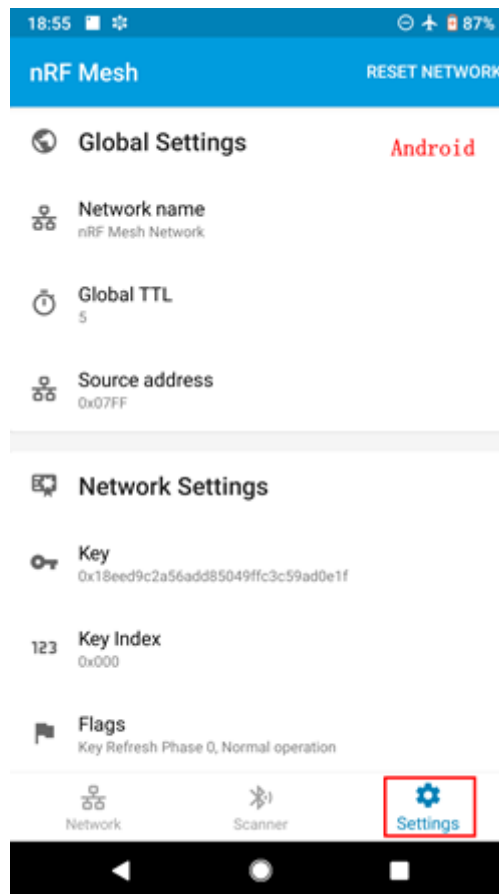 18:55 87%
nRF Mesh RESET NETWORK
Global Settings Android
Network name
nRF Mesh Network
Global TTL
5
Source address
0x07FF
Network Settings
Key
0x18eed9c2a56add85049ffc3c59ad0e1f
123 Key Index
0x000
Flags
Key Refresh Phase 0, Normal operation
Network Scanner Settings